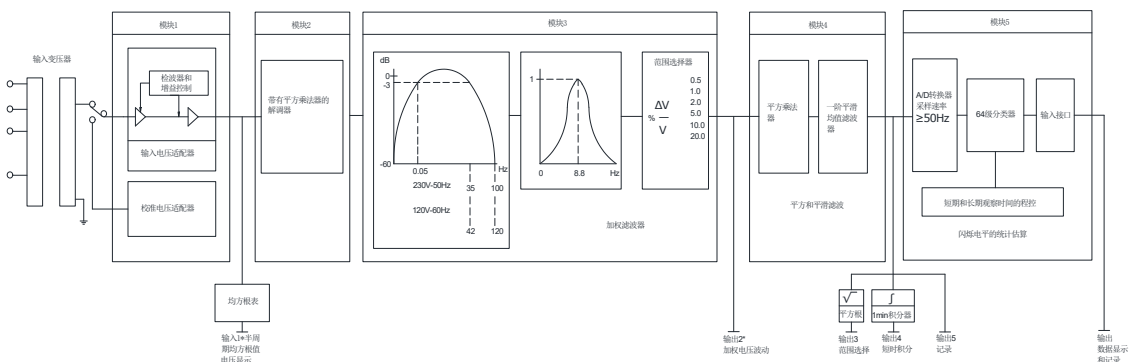 模块1
模块2
模块3
模块4
模块5
输入变压器
检波器和
增益控制
输入电压适配器
校准电压适配器
带有平方乘法器的
解调器
dB
0
-3
-60
0.05
Hz
230V-50Hz
35
100
120V-60Hz
42
120
1
0
8.8
Hz
范围选择器
% ΔV
V
0.5
1.0
2.0
5.0
10.0
20.0
加权滤波器
平方乘法
器
一阶平滑
均值滤波
器
平方和平滑滤波
A/D转换器
采样速率
≥50Hz
64级分类器
输入接口
短期和长期观察时间的程控
闪烁电平的统计估算
均方根表
输入1*半周
期均方根值
电压显示
输出2*
加权电压波动
√
平方根
输出3
范围选择
∫
1min积分器
输出4
短时积分
输出5
记录
输出
数据显示
和记录